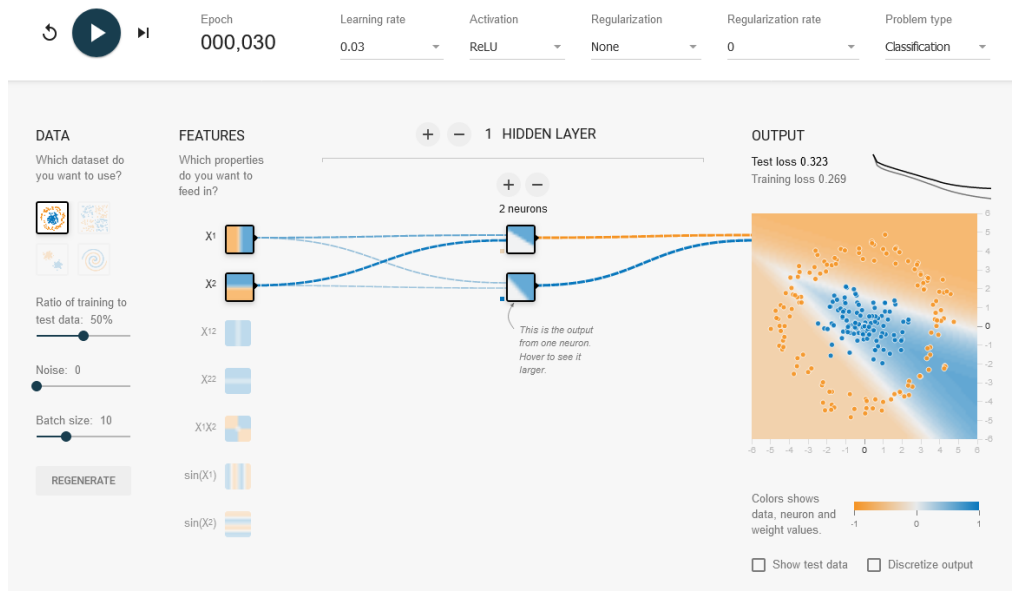 Epoch
000,030
Learning rate
0.03
Activation
ReLU
Regularization
None
Regularization rate
0
Problem type
Classification
DATA
Which dataset do
you want to use?
Ratio of training to
test data: 50%
Noise: 0
Batch size: 10
REGENERATE
FEATURES
Which properties
do you want to
feed in?
X1
X2
X12
X22
X1X2
sin(X1)
sin(X2)
+ − 1 HIDDEN LAYER
+ −
2 neurons
This is the output
from one neuron.
Hover to see it
larger.
OUTPUT
Test loss 0.323
Training loss 0.269
6
5
4
3
2
1
0
-1
-2
-3
-4
-5
-6
-6 -5 -4 -3 -2 -1 0 1 2 3 4 5 6
Colors shows
data, neuron and
weight values.
-1 0 1
Show test data
Discretize output